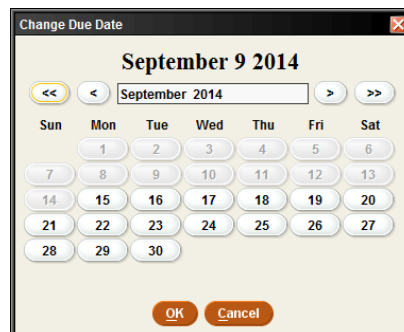 Change Due Date
September 9 2014
<< < September 2014 > >>
Sun Mon Tue Wed Thu Fri Sat
1 2 3 4 5 6
7 8 9 10 11 12 13
14 15 16 17 18 19 20
21 22 23 24 25 26 27
28 29 30
OK Cancel